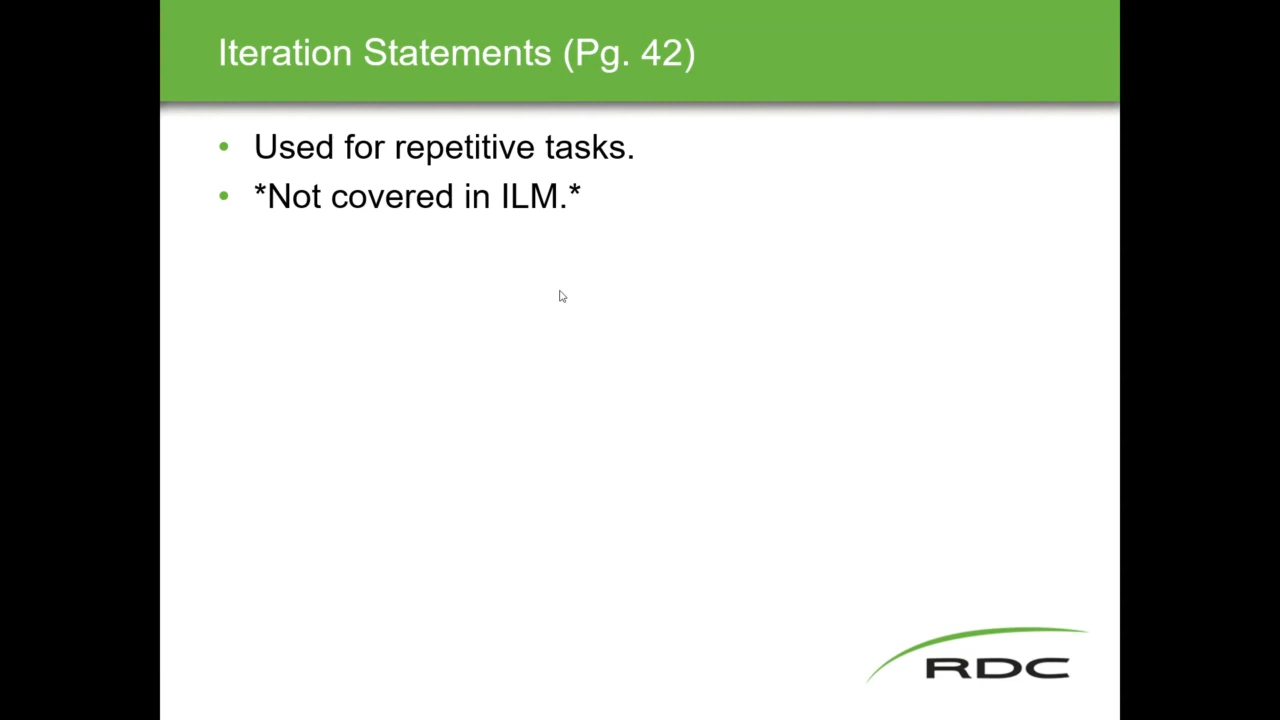 Iteration Statements (Pg. 42)
• Used for repetitive tasks.
• *Not covered in ILM.*
RDC